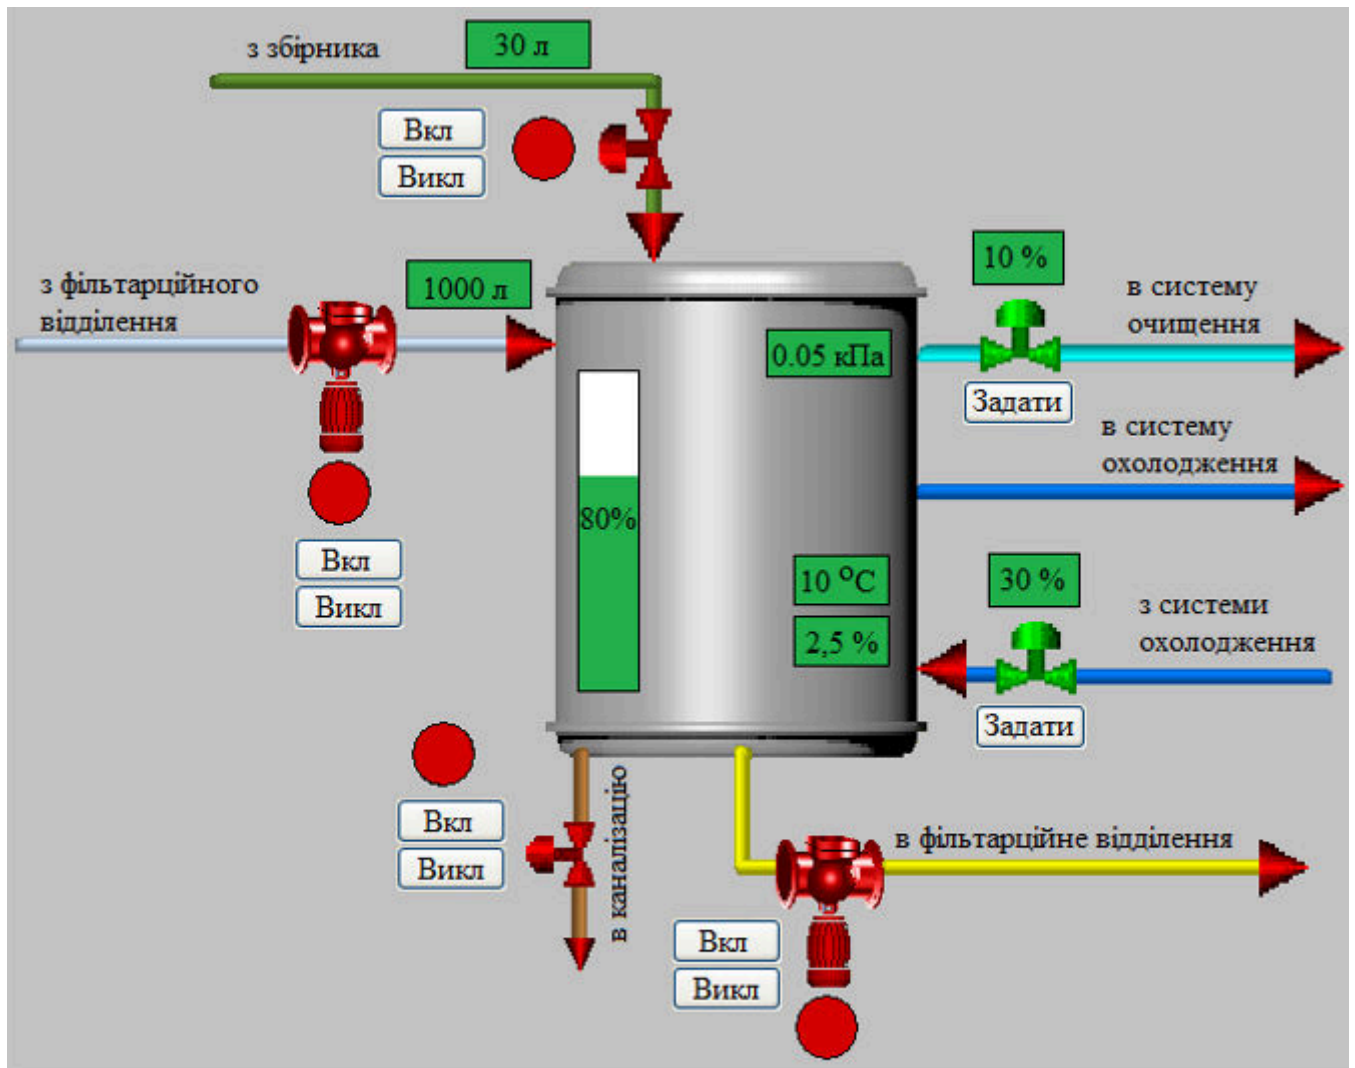 з збірника
30 л
Вкл
Викл
з фільтарційного
відділення
1000 л
10 %
в систему
очищення
0.05 кПа
Задати
в систему
охолодження
80%
Вкл
Викл
10 °C
2,5 %
30 %
з системи
охолодження
Задати
Вкл
Викл
в каналізацію
в фільтарційне відділення
Вкл
Викл